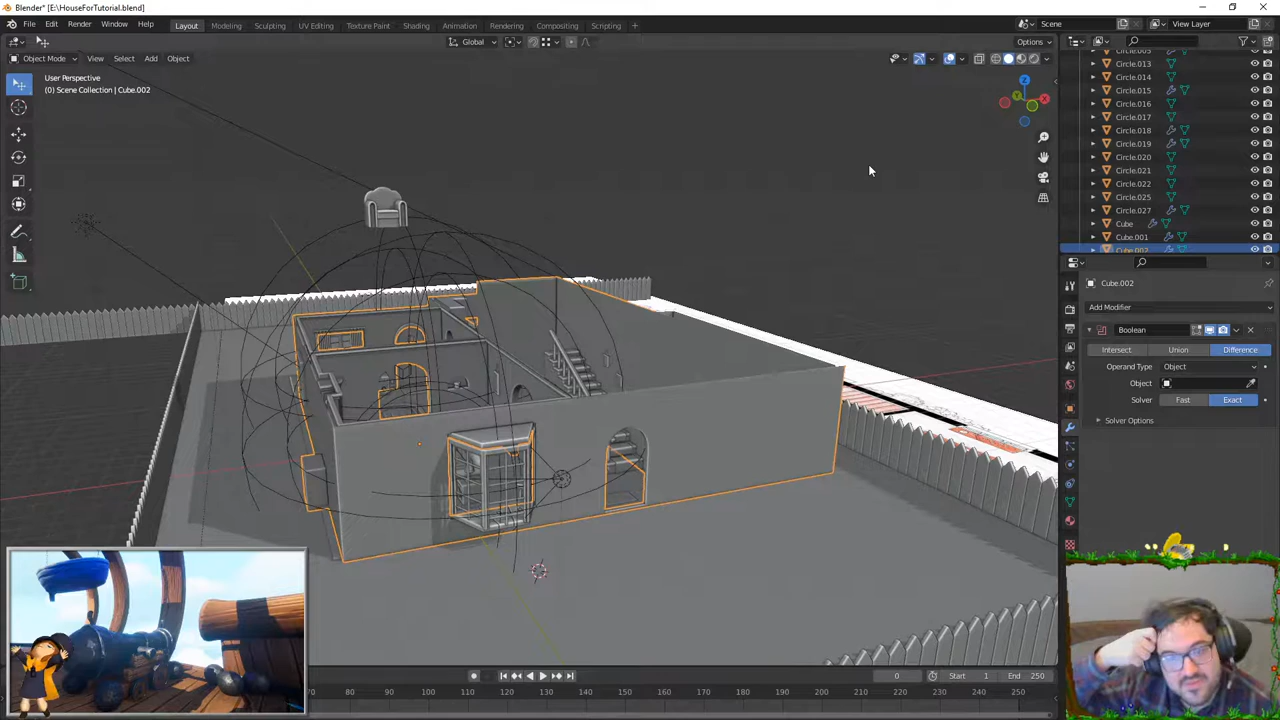 Blender* [E:\HouseForTutorial.blend]
File Edit Render Window Help Layout Modeling Sculpting UV Editing Texture Paint Shading Animation Rendering Compositing Scripting + Scene View Layer
Global Options
Object Mode View Select Add Object
User Perspective
(0) Scene Collection | Cube.002
Z
X
Y
Circle.013
Circle.014
Circle.015
Circle.016
Circle.017
Circle.018
Circle.019
Circle.020
Circle.021
Circle.022
Circle.025
Circle.027
Cube
Cube.001
Cube.002
Cube.002
Add Modifier
Boolean
Intersect Union Difference
Operand Type Object
Object
Solver Fast Exact
Solver Options
0 Start 1 End 250
70 80 90 100 110 120 130 140 150 160 170 180 190 200 210 220 230 240 250